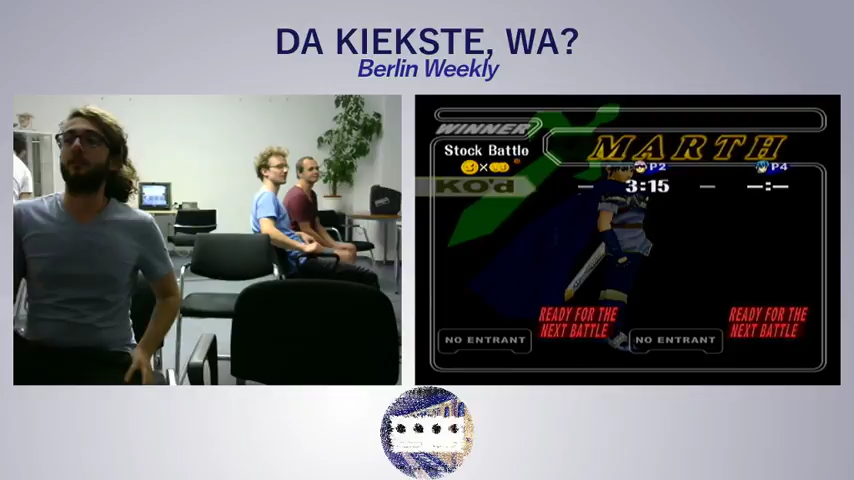 DA KIEKSTE, WA?
Berlin Weekly
WINNER
MARTH
Stock Battle
KO'd
P2
P4
3:15
--:--
READY FOR THE
NEXT BATTLE
READY FOR THE
NEXT BATTLE
NO ENTRANT
NO ENTRANT